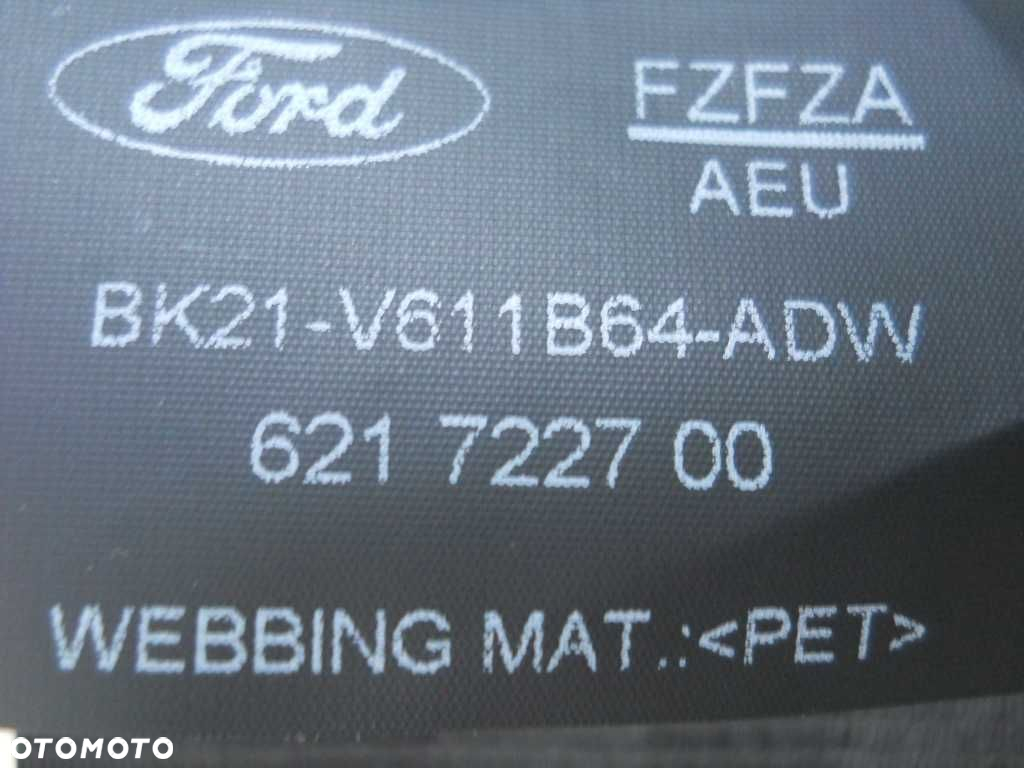 Ford
FZFZA
AEU
BK21-V611B64-ADW
621 7227 00
WEBBING MAT.:<PET>
OTOMOTO